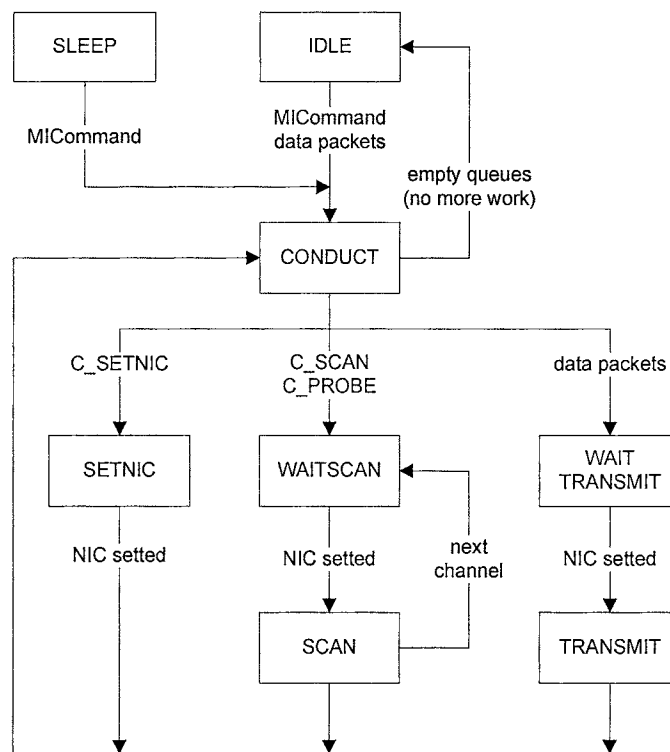 SLEEP
IDLE
MICommand
MICommand
data packets
empty queues
(no more work)
CONDUCT
C_SETNIC
C_SCAN
C_PROBE
data packets
SETNIC
WAITSCAN
WAIT
TRANSMIT
NIC setted
NIC setted
next
channel
NIC setted
SCAN
TRANSMIT